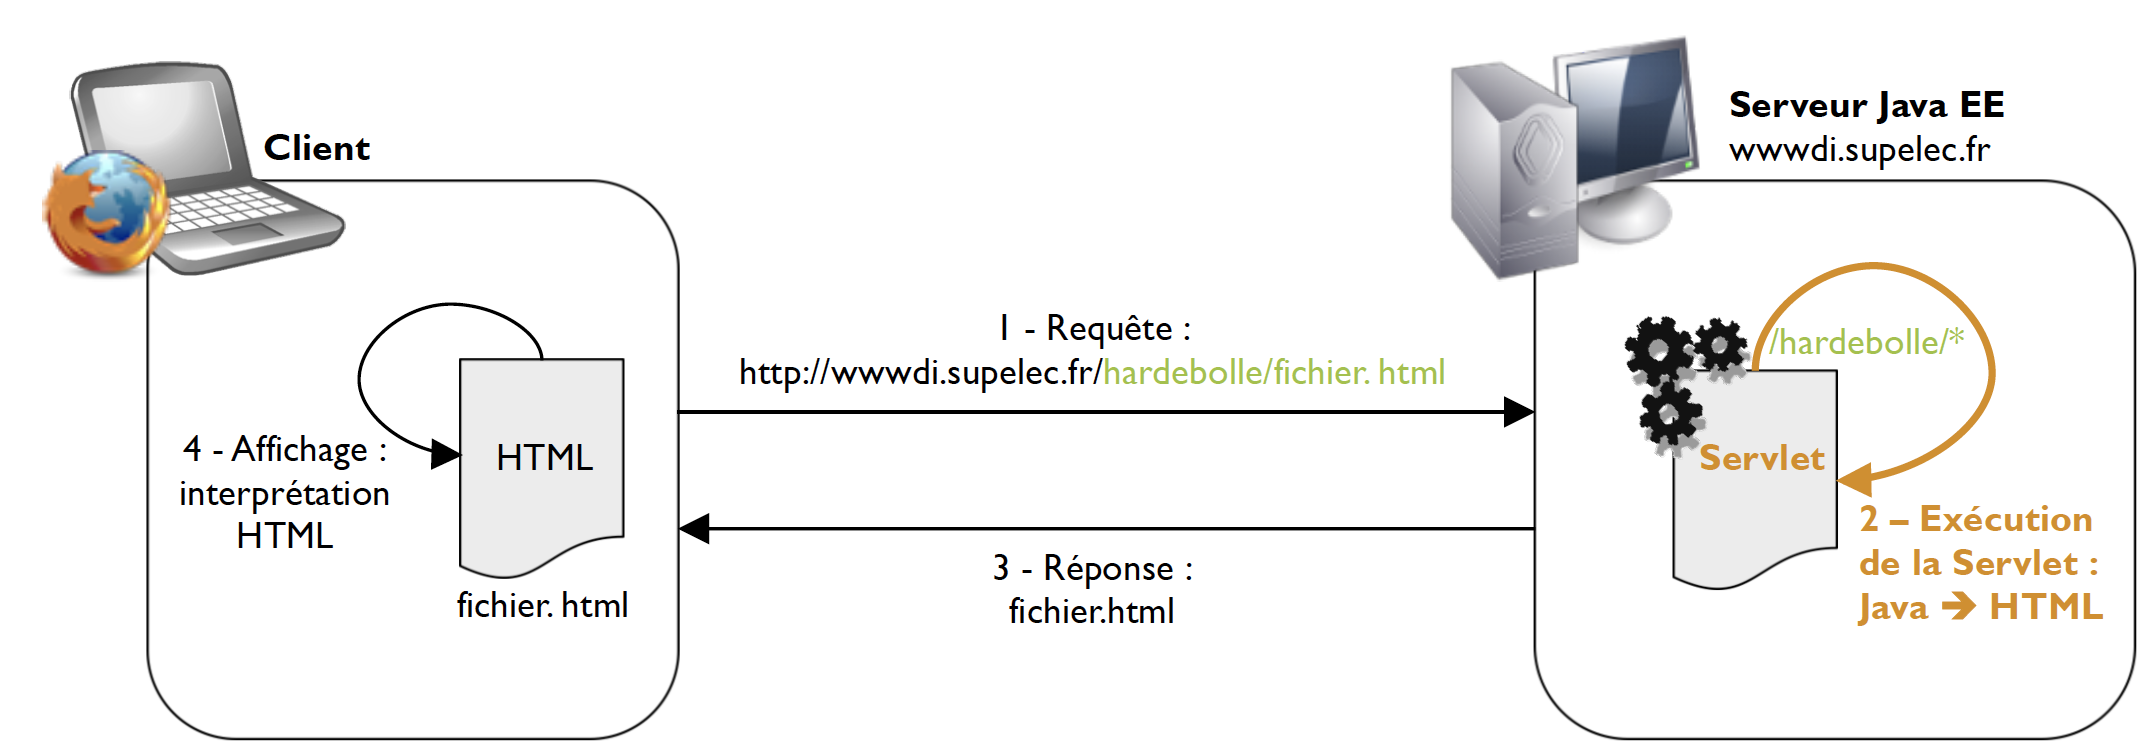 Client
Serveur Java EE
wwwdi.supelec.fr
1 - Requête :
http://wwwdi.supelec.fr/hardebolle/fichier. html
/hardebolle/*
4 - Affichage :
interprétation
HTML
HTML
fichier. html
3 - Réponse :
fichier.html
Servlet
2 – Exécution
de la Servlet :
Java ➔ HTML